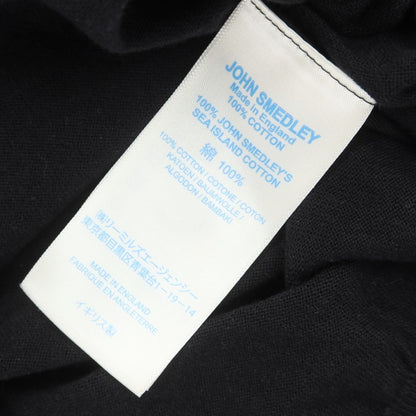 JOHN SMEDLEY
Made in England
100% COTTON
100% JOHN SMEDLEY'S
SEA ISLAND COTTON
綿 100%
100% COTTON / COTONE / COTON
KATOEN / BAUMWOLLE /
ALGODON / BAMBAKI
㈱リーミルズエージェンシー
東京都目黒区青葉台1-19-14
MADE IN ENGLAND
FABRIQUE EN ANGLETERRE
イギリス製